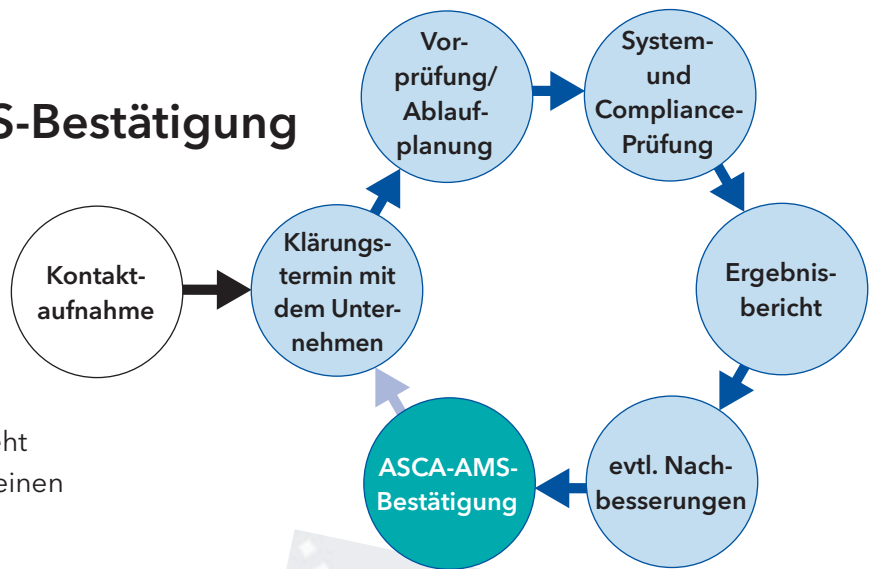 S-Bestätigung
Kontakt-
aufnahme
Klärungs-
termin mit
dem Unter-
nehmen
Vor-
prüfung/
Ablauf-
planung
System-
und
Compliance-
Prüfung
Ergebnis-
bericht
evtl. Nach-
besserungen
ASCA-AMS-
Bestätigung
einen